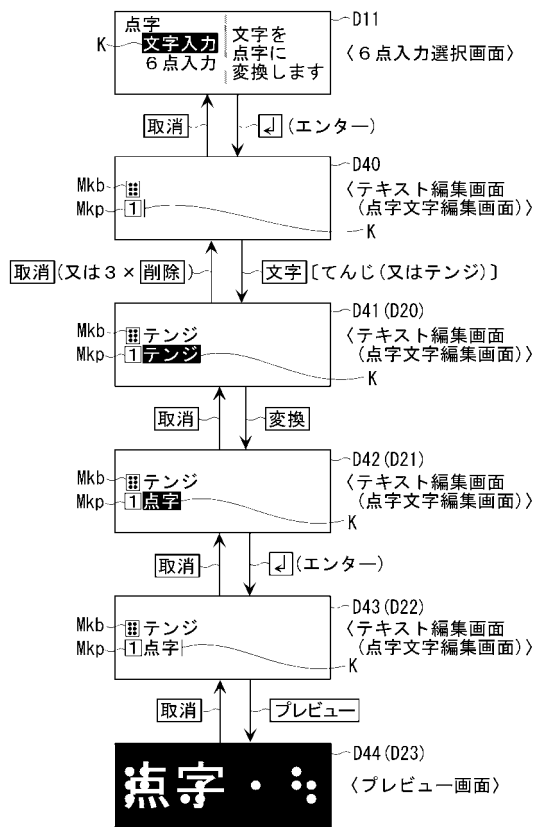 点字
文字入力
6点入力
文字を
点字に
変換します
K
D11
〈6点入力選択画面〉
取消
↲(エンター)
D40
Mkb
Mkp
1
〈テキスト編集画面
(点字文字編集画面)〉
K
取消(又は3×削除)
文字〔てんじ(又はテンジ)〕
D41(D20)
Mkb
テンジ
Mkp
1テンジ
〈テキスト編集画面
(点字文字編集画面)〉
K
取消
変換
D42(D21)
Mkb
テンジ
Mkp
1点字
〈テキスト編集画面
(点字文字編集画面)〉
K
取消
↲(エンター)
D43(D22)
Mkb
テンジ
Mkp
1点字
〈テキスト編集画面
(点字文字編集画面)〉
K
取消
プレビュー
D44(D23)
点字
〈プレビュー画面〉